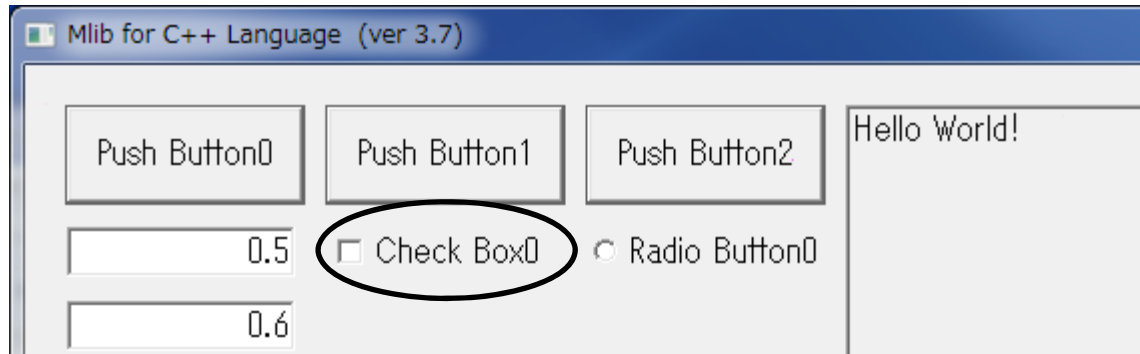 Mlib for C++ Language (ver 3.7)
Push Button0 Push Button1 Push Button2 Hello World!
0.5 Check Box0 Radio Button0
0.6